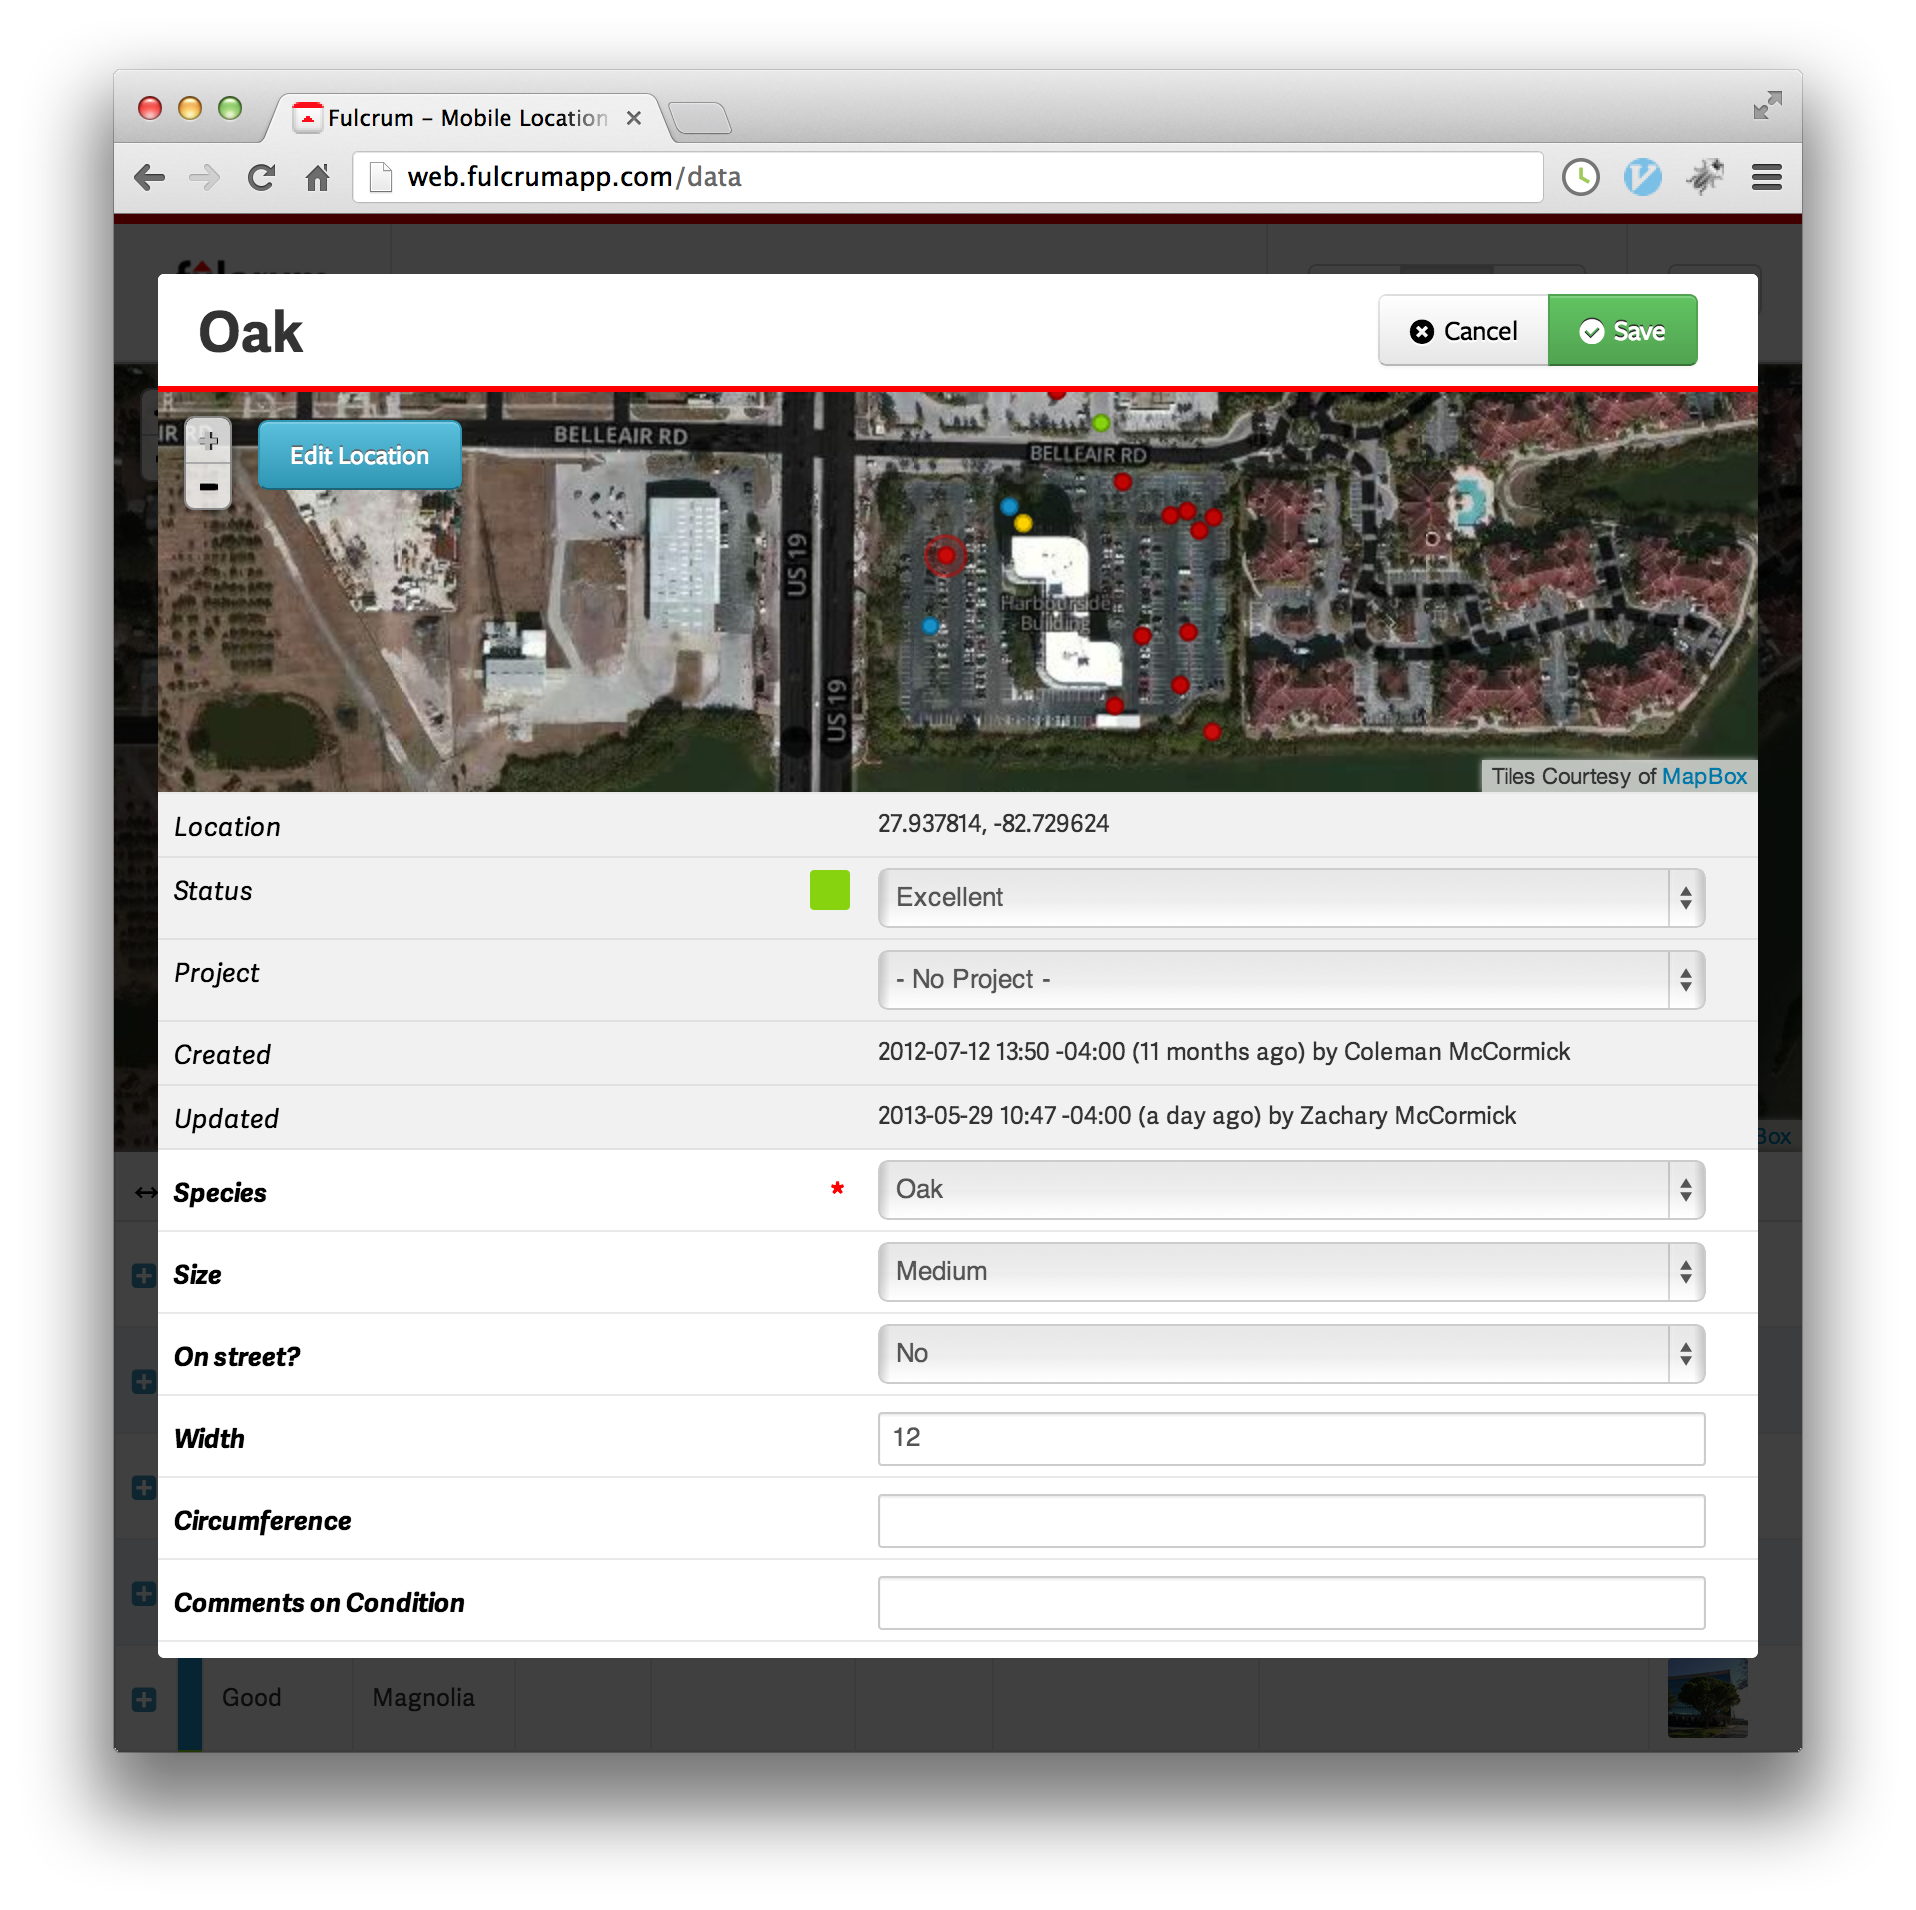 Fulcrum – Mobile Location
web.fulcrumapp.com/data
Oak
Cancel
Save
Edit Location
BELLEAIR RD
BELLEAIR RD
US 19
Harbourside
Building
US 19
Tiles Courtesy of MapBox
Location
27.937814, -82.729624
Status
Excellent
Project
- No Project -
Created
2012-07-12 13:50 -04:00 (11 months ago) by Coleman McCormick
Updated
2013-05-29 10:47 -04:00 (a day ago) by Zachary McCormick
Box
Species *
Oak
Size
Medium
On street?
No
Width
12
Circumference
Comments on Condition
Good
Magnolia